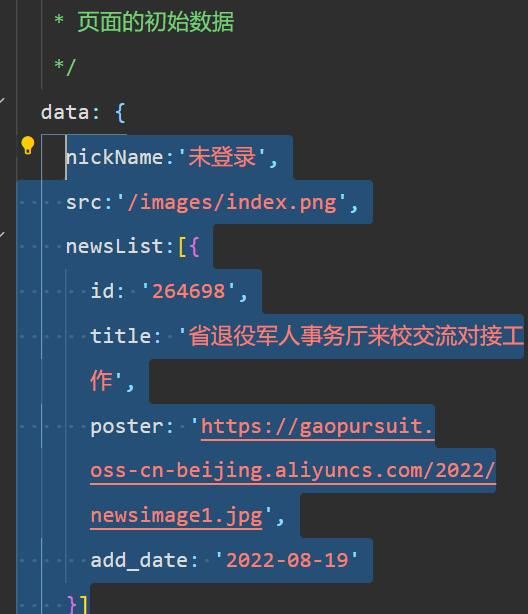 * 页面的初始数据
*/
data: {
nickName:'未登录',
src:'/images/index.png',
newsList:[{
id: '264698',
title: '省退役军人事务厅来校交流对接工
作',
poster: 'https://gaopursuit.
oss-cn-beijing.aliyuncs.com/2022/
newsimage1.jpg',
add_date: '2022-08-19'
}]